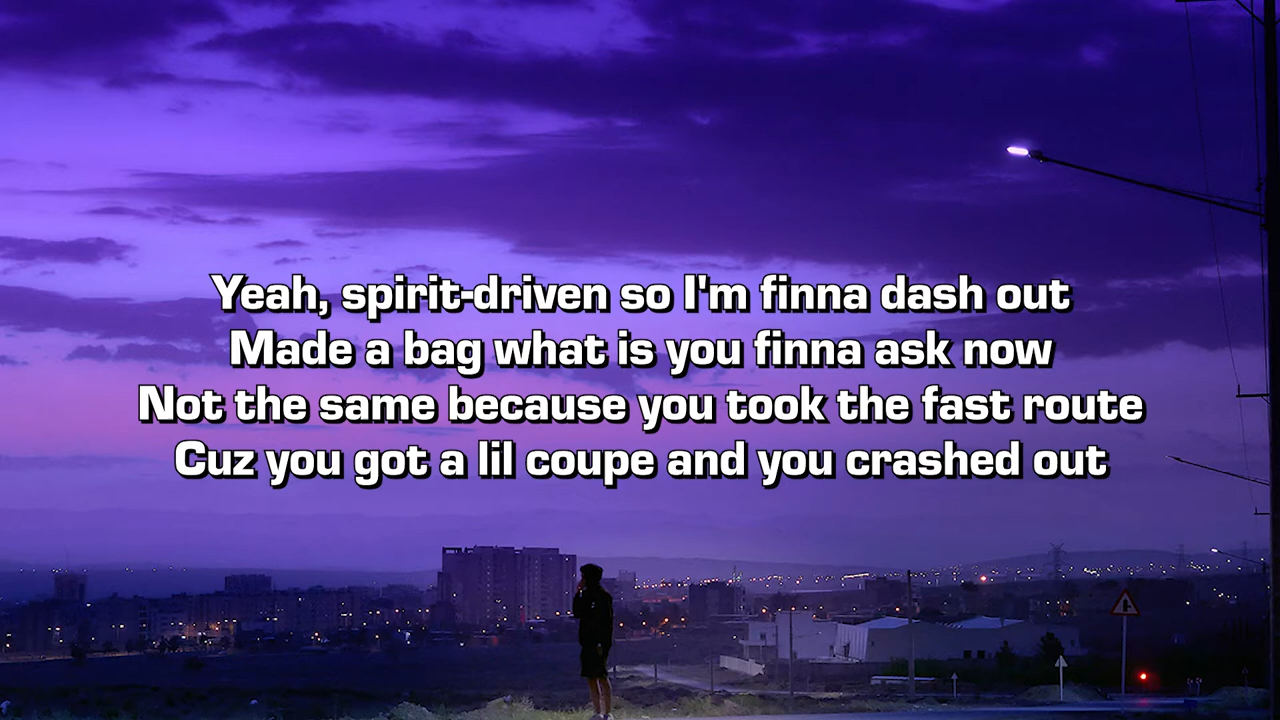 Yeah, spirit-driven so I'm finna dash out
Made a bag what is you finna ask now
Not the same because you took the fast route
Cuz you got a lil coupe and you crashed out